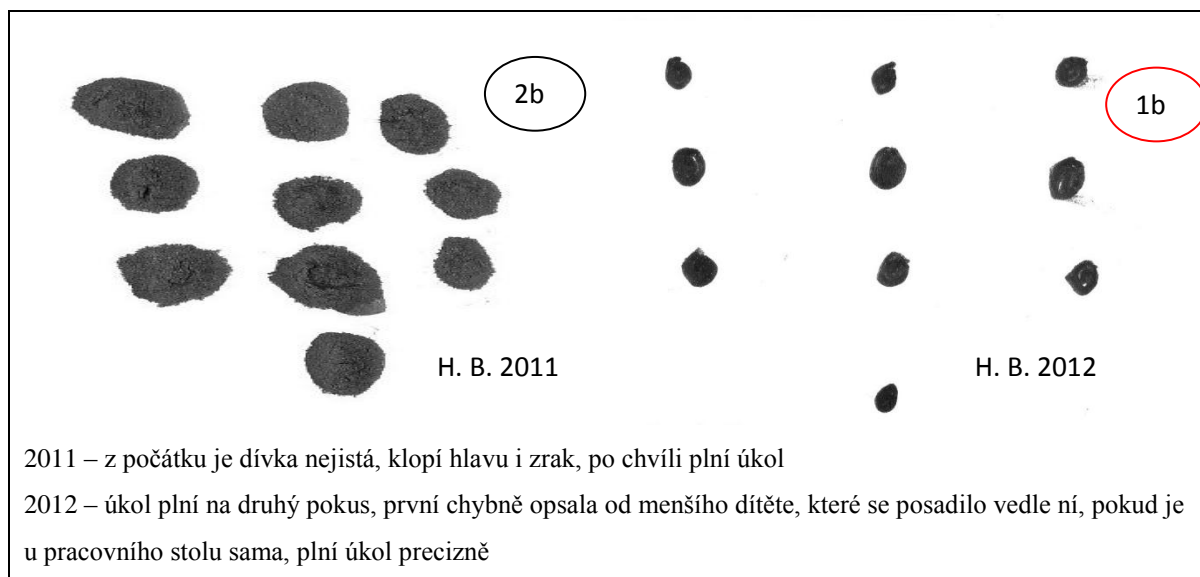 2b
1b
H. B. 2011
H. B. 2012
2011 – z počátku je dívka nejistá, klopí hlavu i zrak, po chvíli plní úkol
2012 – úkol plní na druhý pokus, první chybně opsala od menšího dítěte, které se posadilo vedle ní, pokud je
u pracovního stolu sama, plní úkol precizně